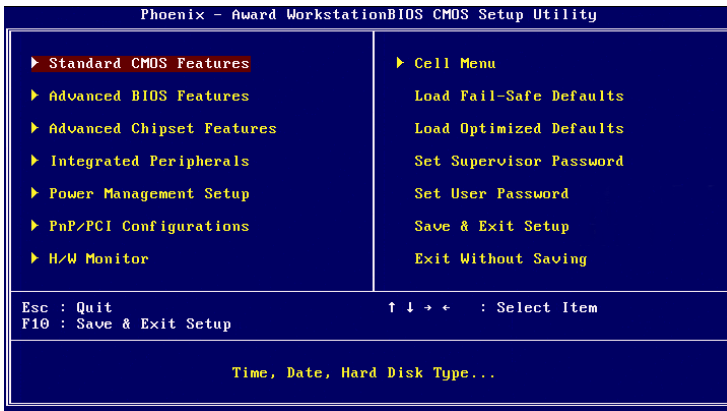 Phoenix - Award WorkstationBIOS CMOS Setup Utility
Standard CMOS Features
Advanced BIOS Features
Advanced Chipset Features
Integrated Peripherals
Power Management Setup
PnP/PCI Configurations
H/W Monitor
Cell Menu
Load Fail-Safe Defaults
Load Optimized Defaults
Set Supervisor Password
Set User Password
Save & Exit Setup
Exit Without Saving
Esc : Quit
F10 : Save & Exit Setup
↑ ↓ → ← : Select Item
Time, Date, Hard Disk Type...